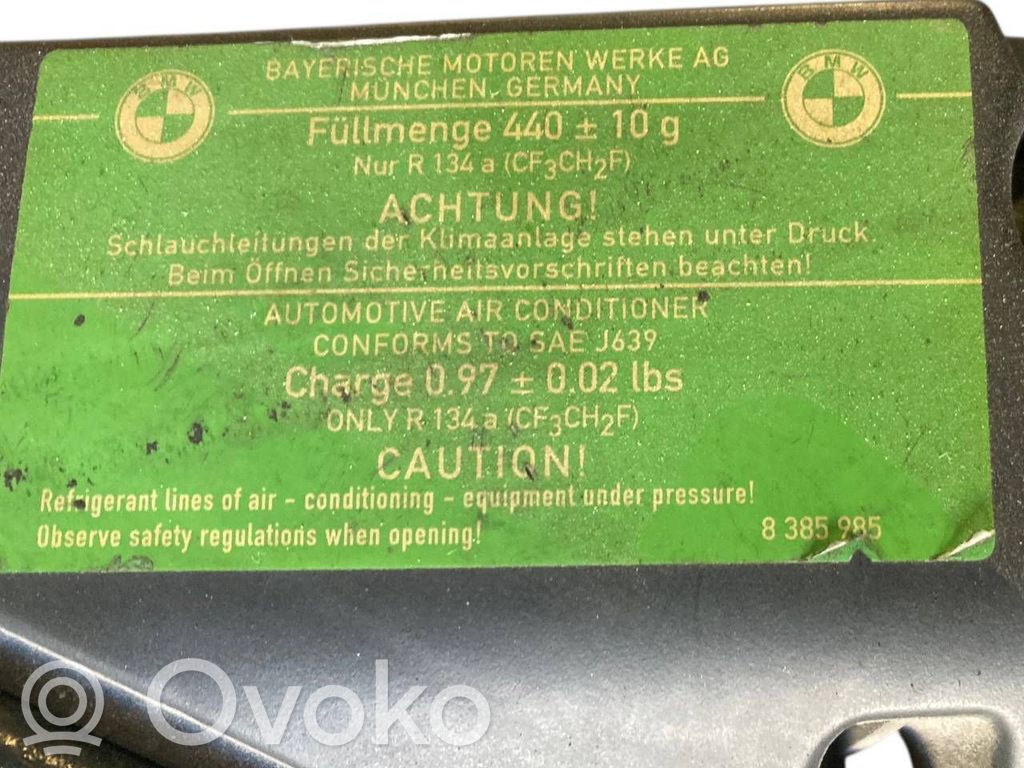 BAYERISCHE MOTOREN WERKE AG
MÜNCHEN, GERMANY
BMW
BMW
Füllmenge 440 ± 10 g
Nur R 134 a (CF₃CH₂F)
ACHTUNG!
Schlauchleitungen der Klimaanlage stehen unter Druck.
Beim Öffnen Sicherheitsvorschriften beachten!
AUTOMOTIVE AIR CONDITIONER
CONFORMS TO SAE J639
Charge 0.97 ± 0.02 lbs
ONLY R 134 a (CF₃CH₂F)
CAUTION!
Refrigerant lines of air - conditioning - equipment under pressure!
Observe safety regulations when opening!
8 385 985
Ovoko